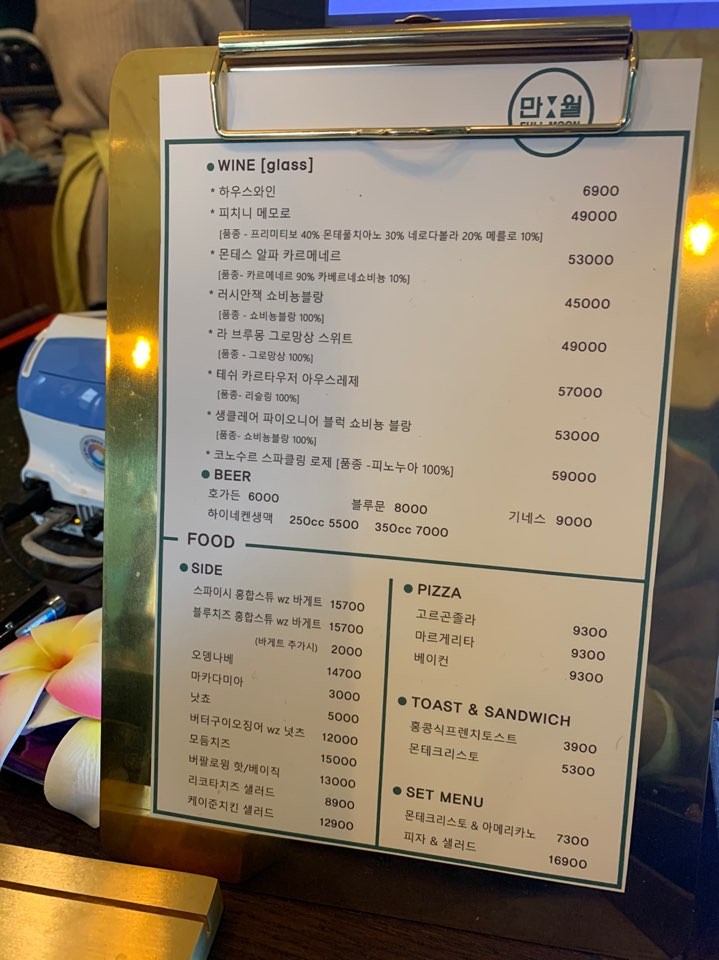 만월
FULL MOON
WINE [glass]
* 하우스와인 6900
* 피치니 메모로 49000
[품종 - 프리미티보 40% 몬테풀치아노 30% 네로다볼라 20% 메를로 10%]
* 몬테스 알파 카르메네르 53000
[품종- 카르메네르 90% 카베르네쇼비뇽 10%]
* 러시안잭 쇼비뇽블랑 45000
[품종 - 쇼비뇽블랑 100%]
* 라 브루몽 그로망상 스위트 49000
[품종 - 그로망상 100%]
* 테쉬 카르타우저 아우스레제 57000
[품종- 리슬링 100%]
* 생클레어 파이오니어 블럭 쇼비뇽 블랑 53000
[품종- 쇼비뇽블랑 100%]
* 코노수르 스파클링 로제 [품종 -피노누아 100%] 59000
BEER
호가든 6000 블루문 8000 기네스 9000
하이네켄생맥 250cc 5500 350cc 7000
FOOD
SIDE
스파이시 홍합스튜 wz 바게트 15700
블루치즈 홍합스튜 wz 바게트 15700
(바게트 추가시) 2000
오뎅나베 14700
마카다미아 3000
낫쵸 5000
버터구이오징어 wz 넛츠 12000
모듬치즈 15000
버팔로윙 핫/베이직 13000
리코타치즈 샐러드 8900
케이준치킨 샐러드 12900
PIZZA
고르곤졸라 9300
마르게리타 9300
베이컨 9300
TOAST & SANDWICH
홍콩식프렌치토스트 3900
몬테크리스토 5300
SET MENU
몬테크리스토 & 아메리카노 7300
피자 & 샐러드 16900